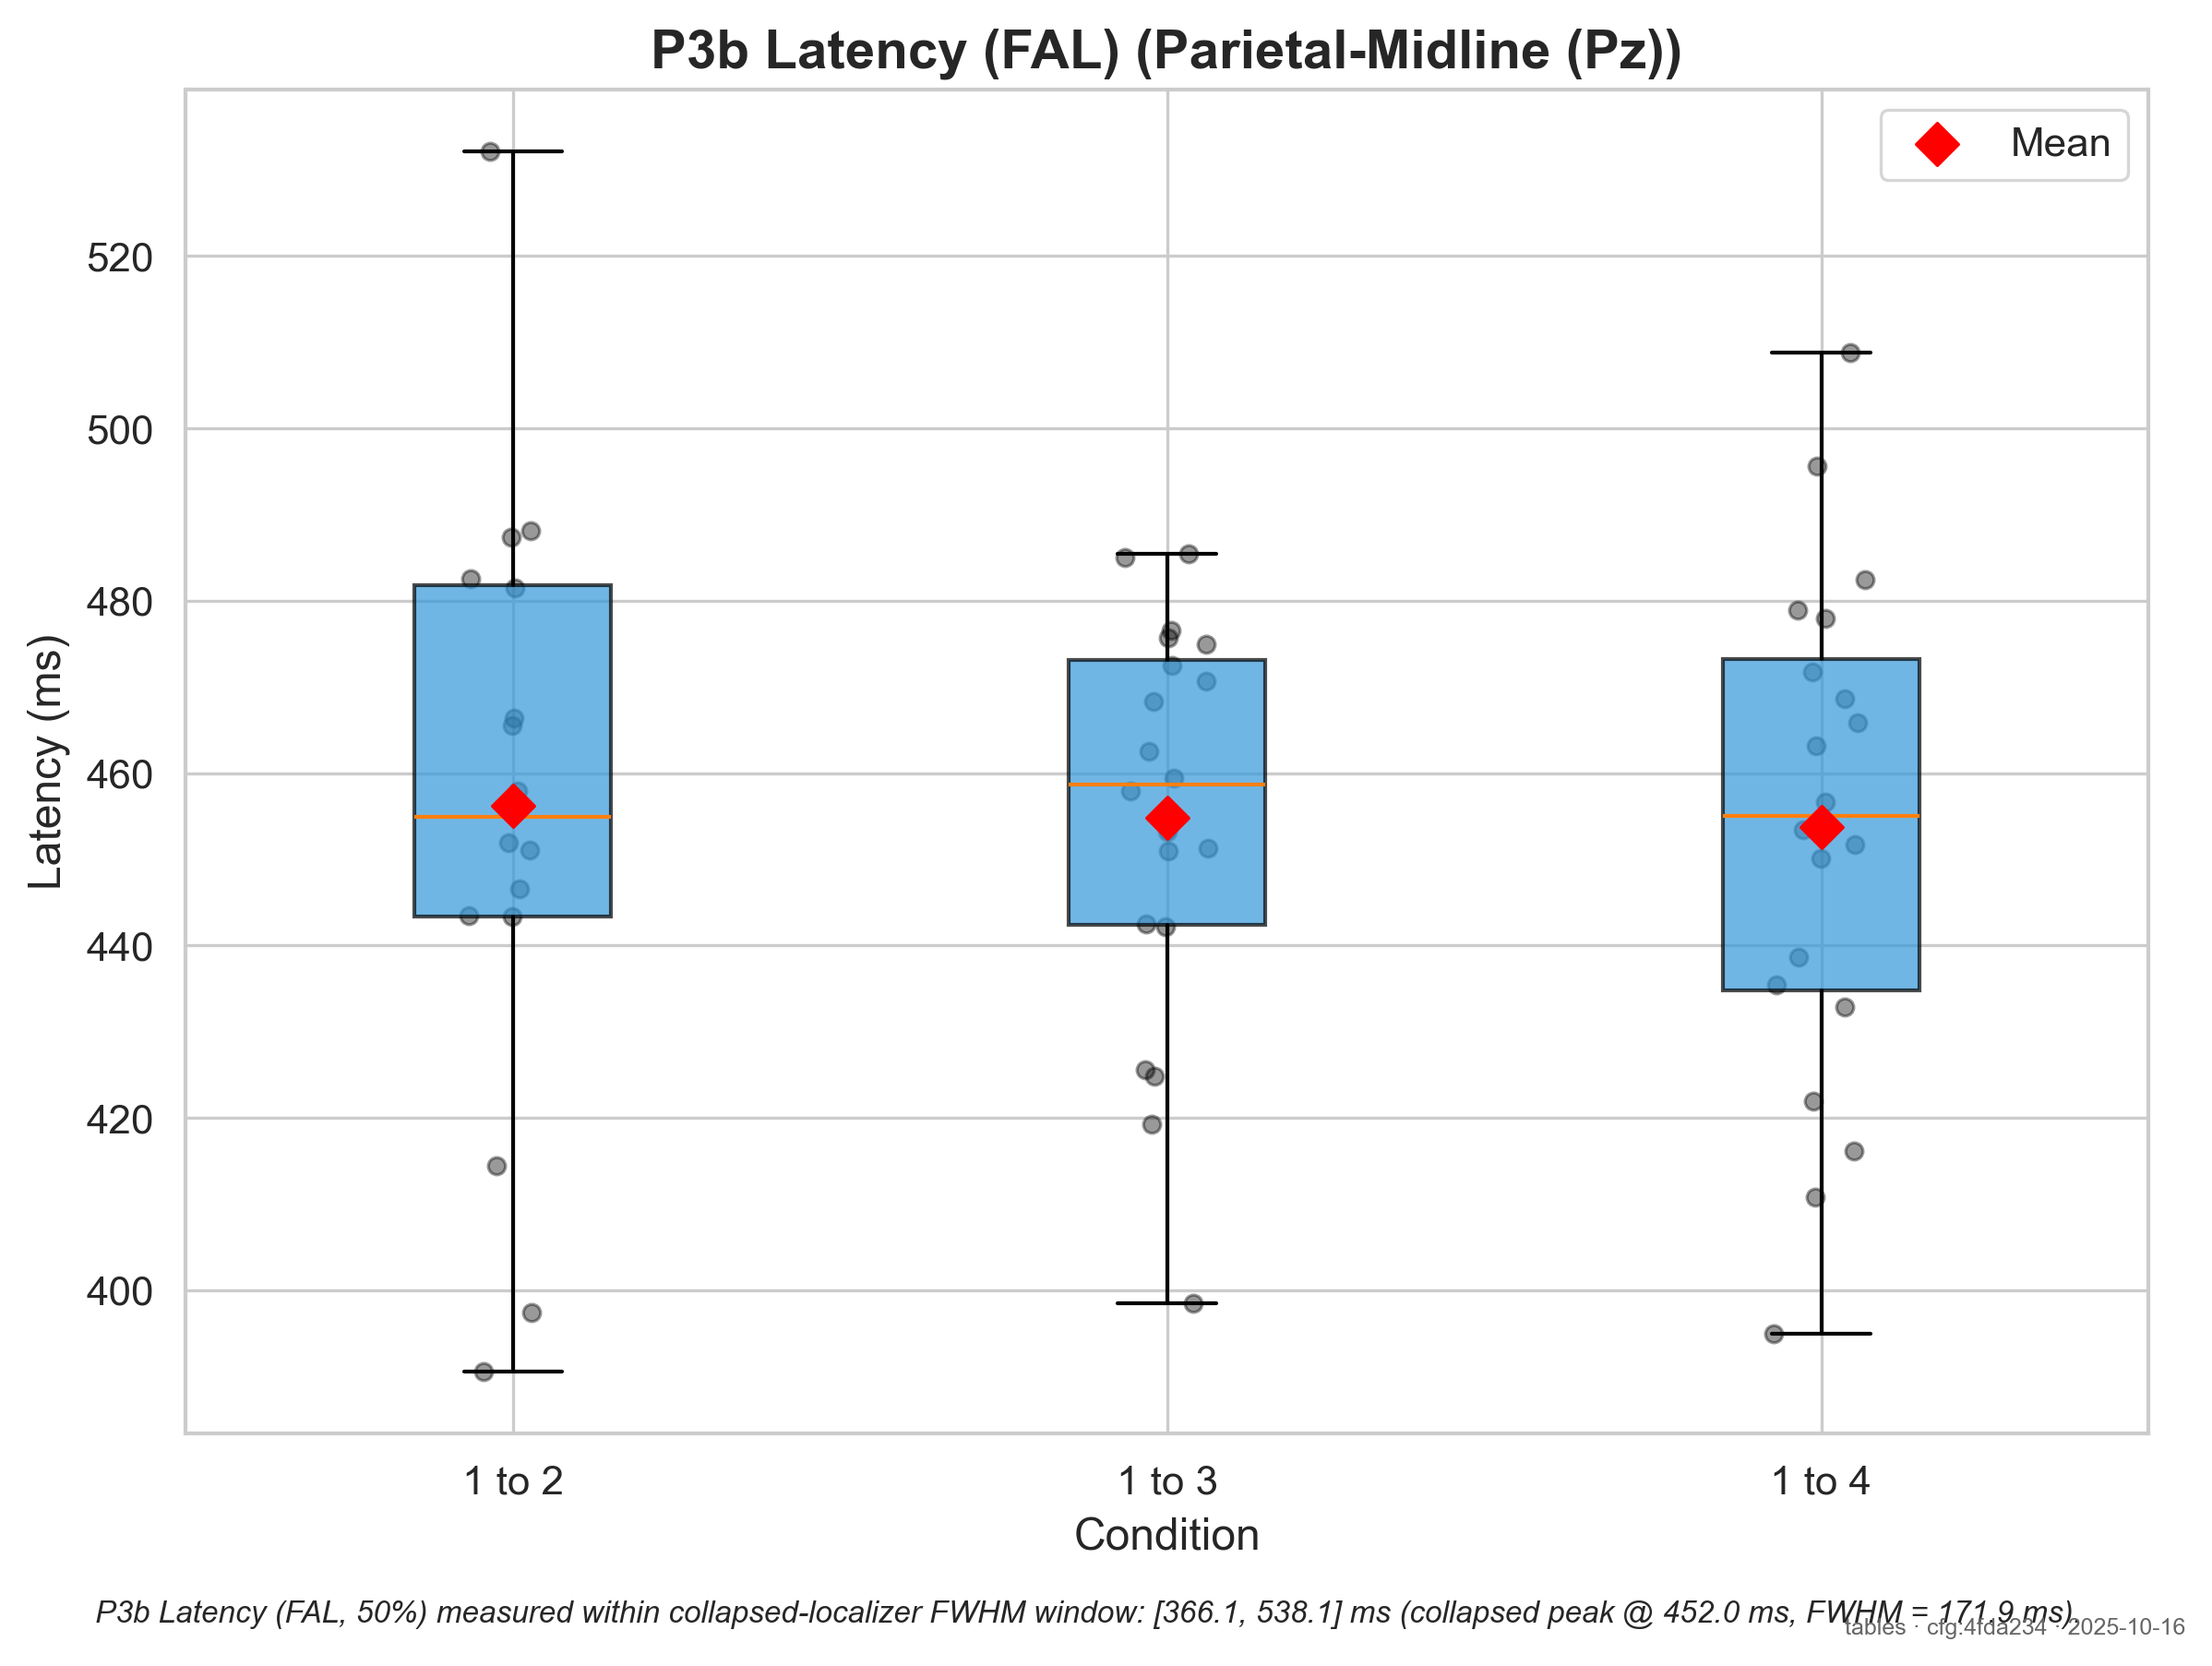 P3b Latency (FAL) (Parietal-Midline (Pz))
Mean
520
500
480
460
440
420
400
Latency (ms)
1 to 2
1 to 3
1 to 4
Condition
P3b Latency (FAL, 50%) measured within collapsed-localizer FWHM window: [366.1, 538.1] ms (collapsed peak @ 452.0 ms, FWHM = 171.9 ms).
tables · cfg:4fda234 · 2025-10-16